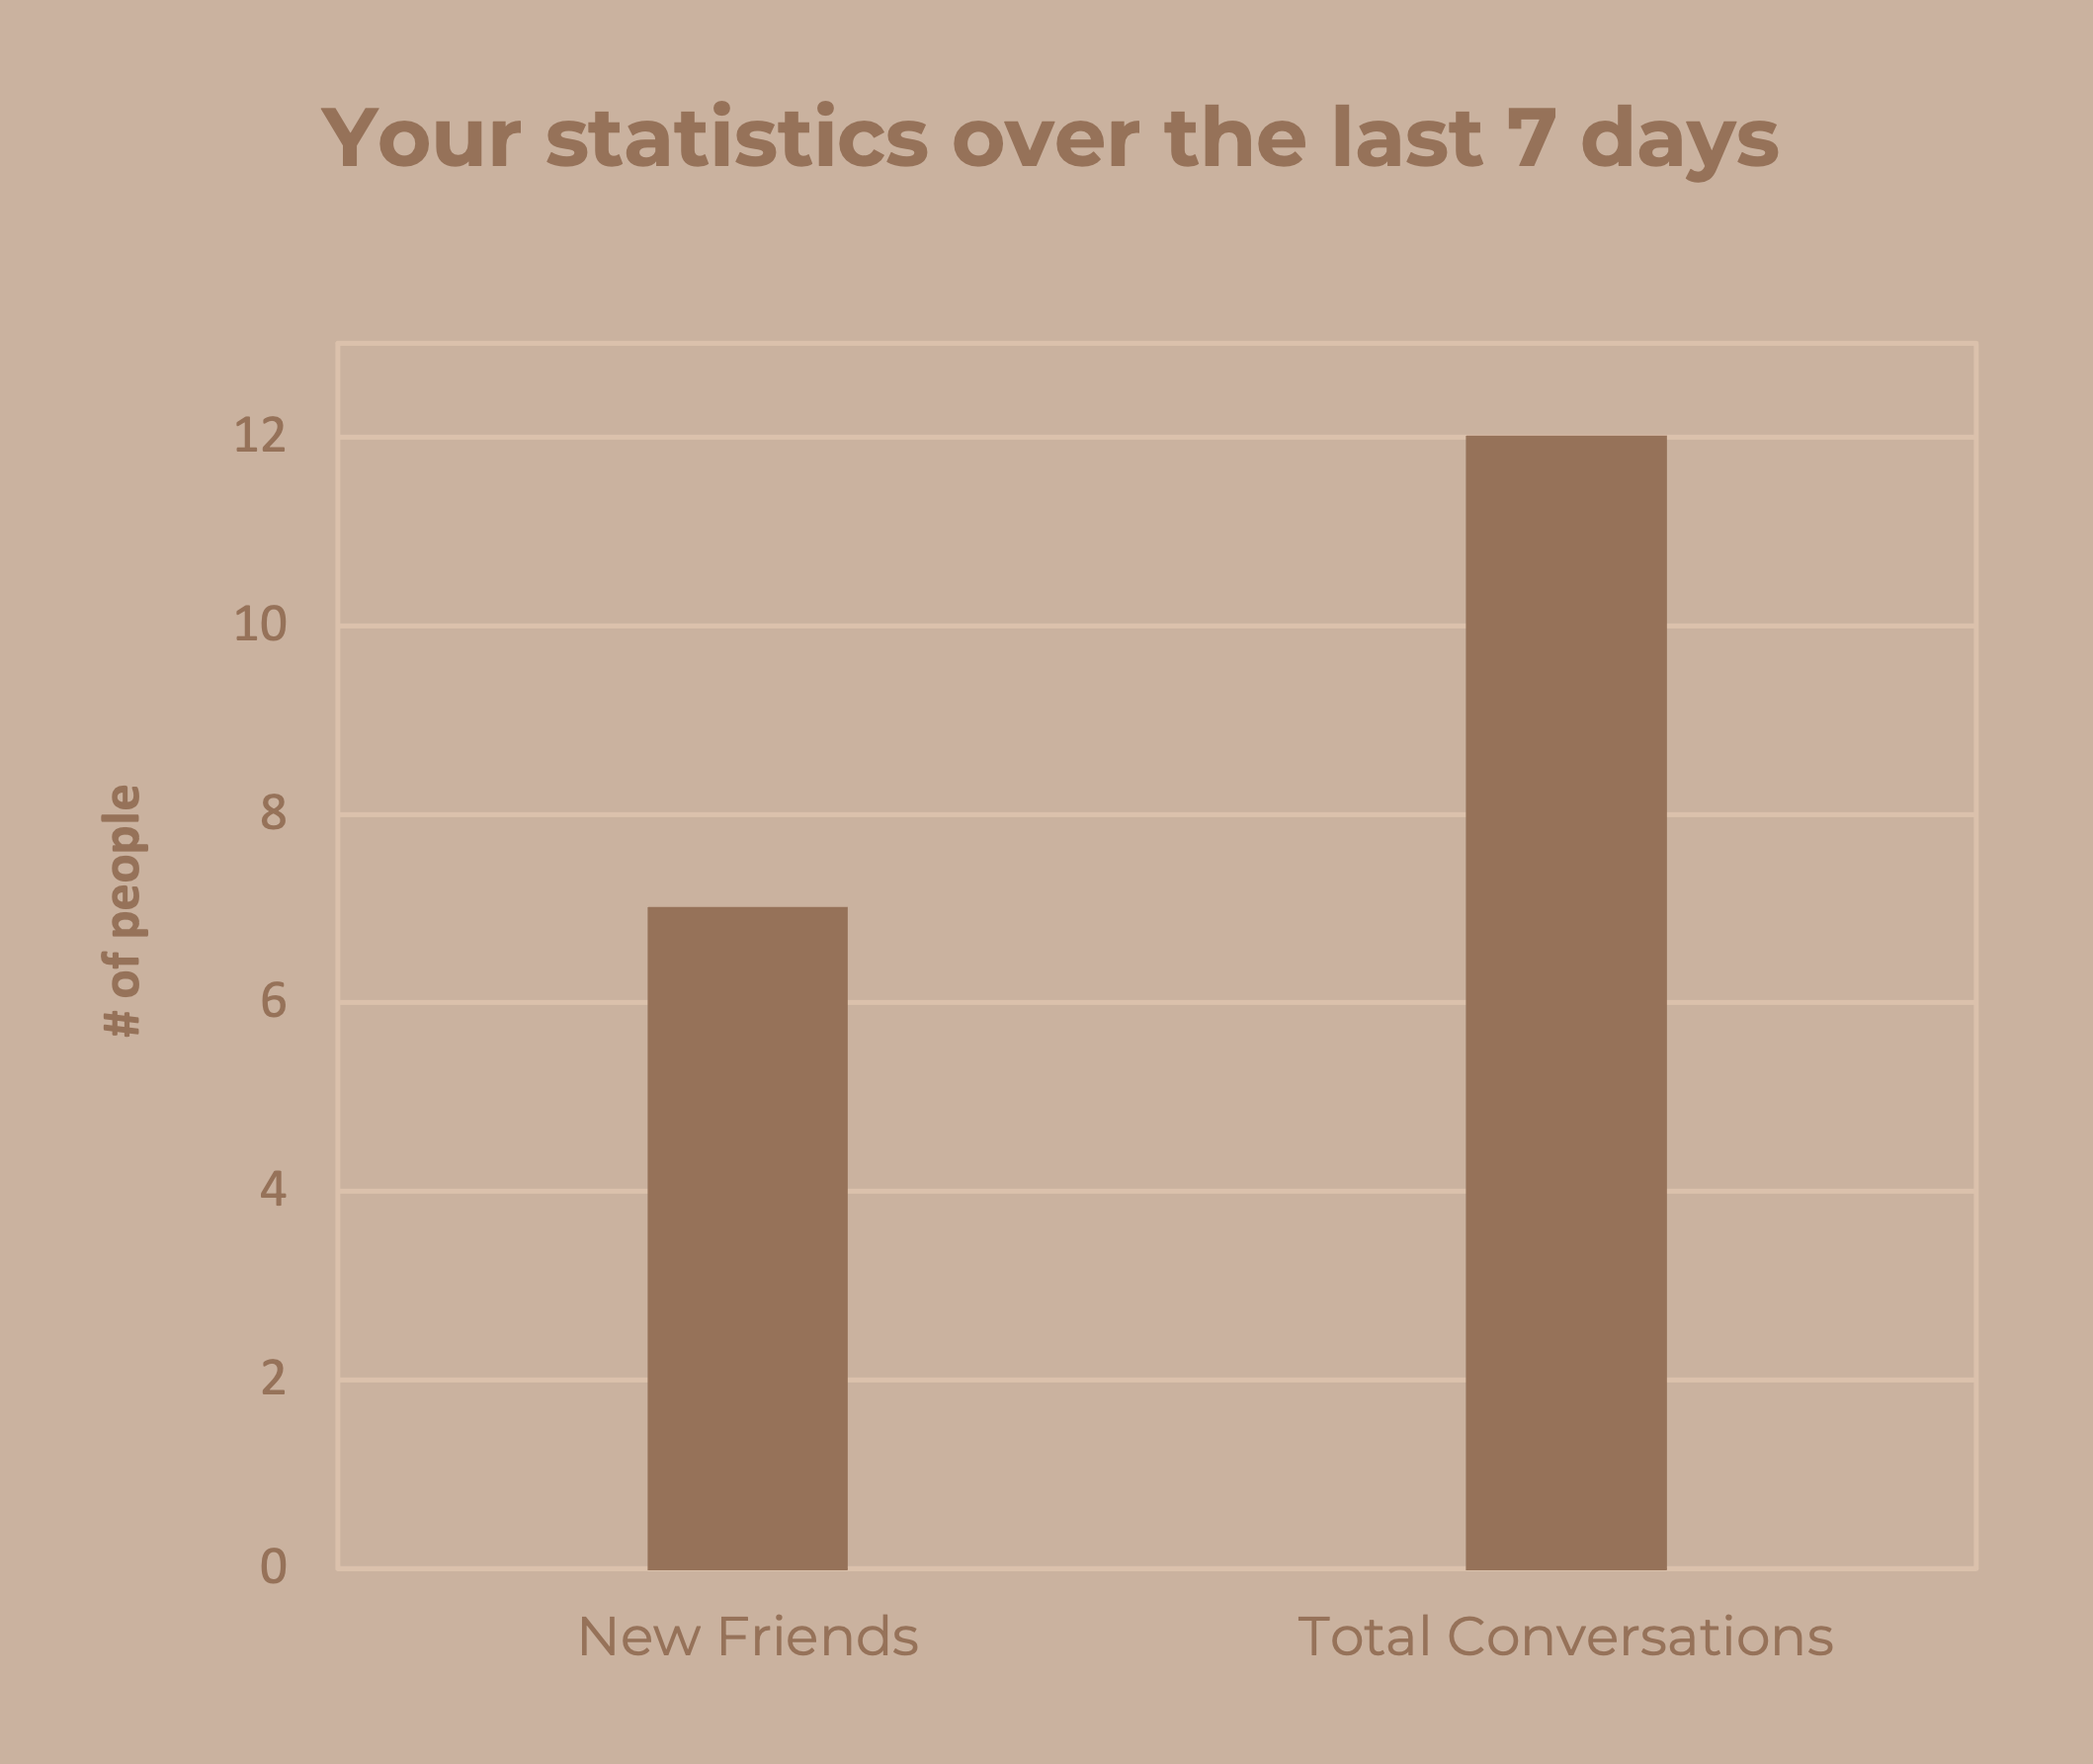 Your statistics over the last 7 days
# of people
12
10
8
6
4
2
0
New Friends
Total Conversations